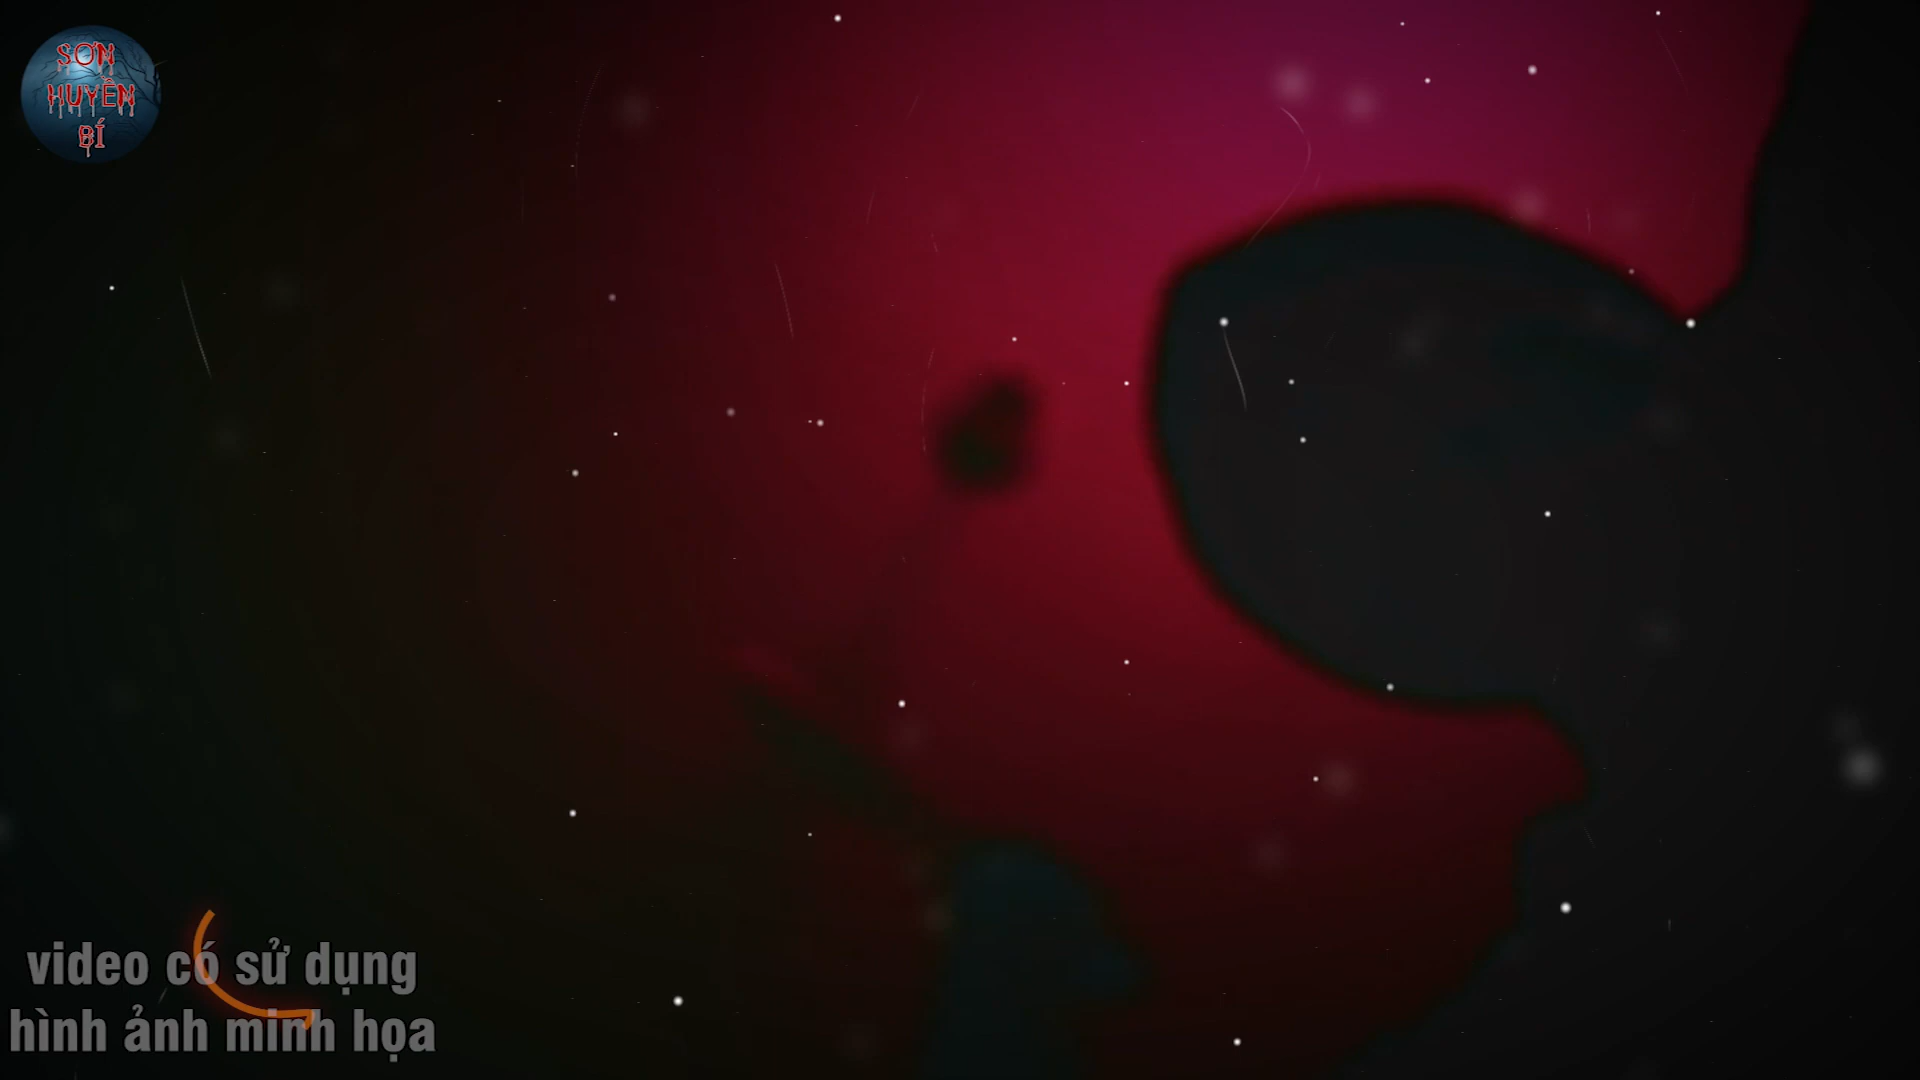 SƠN
HUYỀN
BÍ
video có sử dụng
hình ảnh minh họa